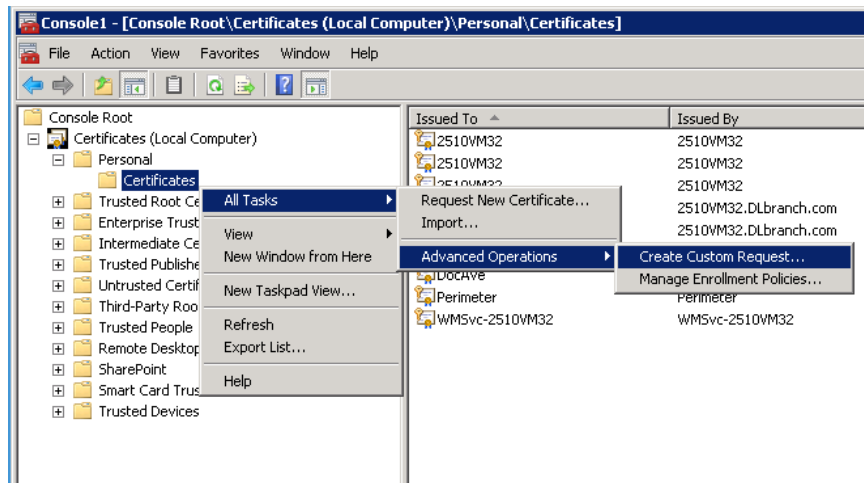 Console1 - [Console Root\Certificates (Local Computer)\Personal\Certificates]
File Action View Favorites Window Help
Console Root
Certificates (Local Computer)
Personal
Certificates
Trusted Root Ce
Enterprise Trust
Intermediate Ce
Trusted Publishe
Untrusted Certif
Third-Party Roo
Trusted People
Remote Desktop
SharePoint
Smart Card Trus
Trusted Devices
All Tasks
View
New Window from Here
New Taskpad View...
Refresh
Export List...
Help
Request New Certificate...
Import...
Advanced Operations
Create Custom Request...
Manage Enrollment Policies...
Issued To Issued By
2510VM32 2510VM32
2510VM32 2510VM32
2510VM32 2510VM32
2510VM32.DLbranch.com
2510VM32.DLbranch.com
DocAve
Perimeter Perimeter
WMSvc-2510VM32 WMSvc-2510VM32